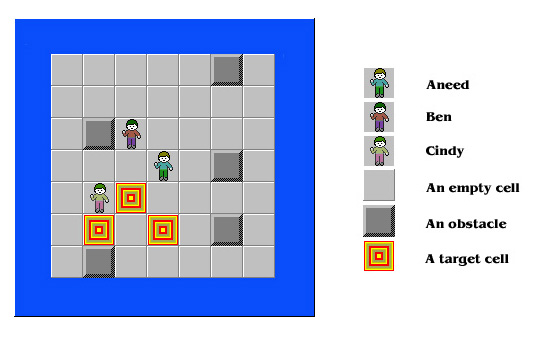 Aneed
Ben
Cindy
An empty cell
An obstacle
A target cell